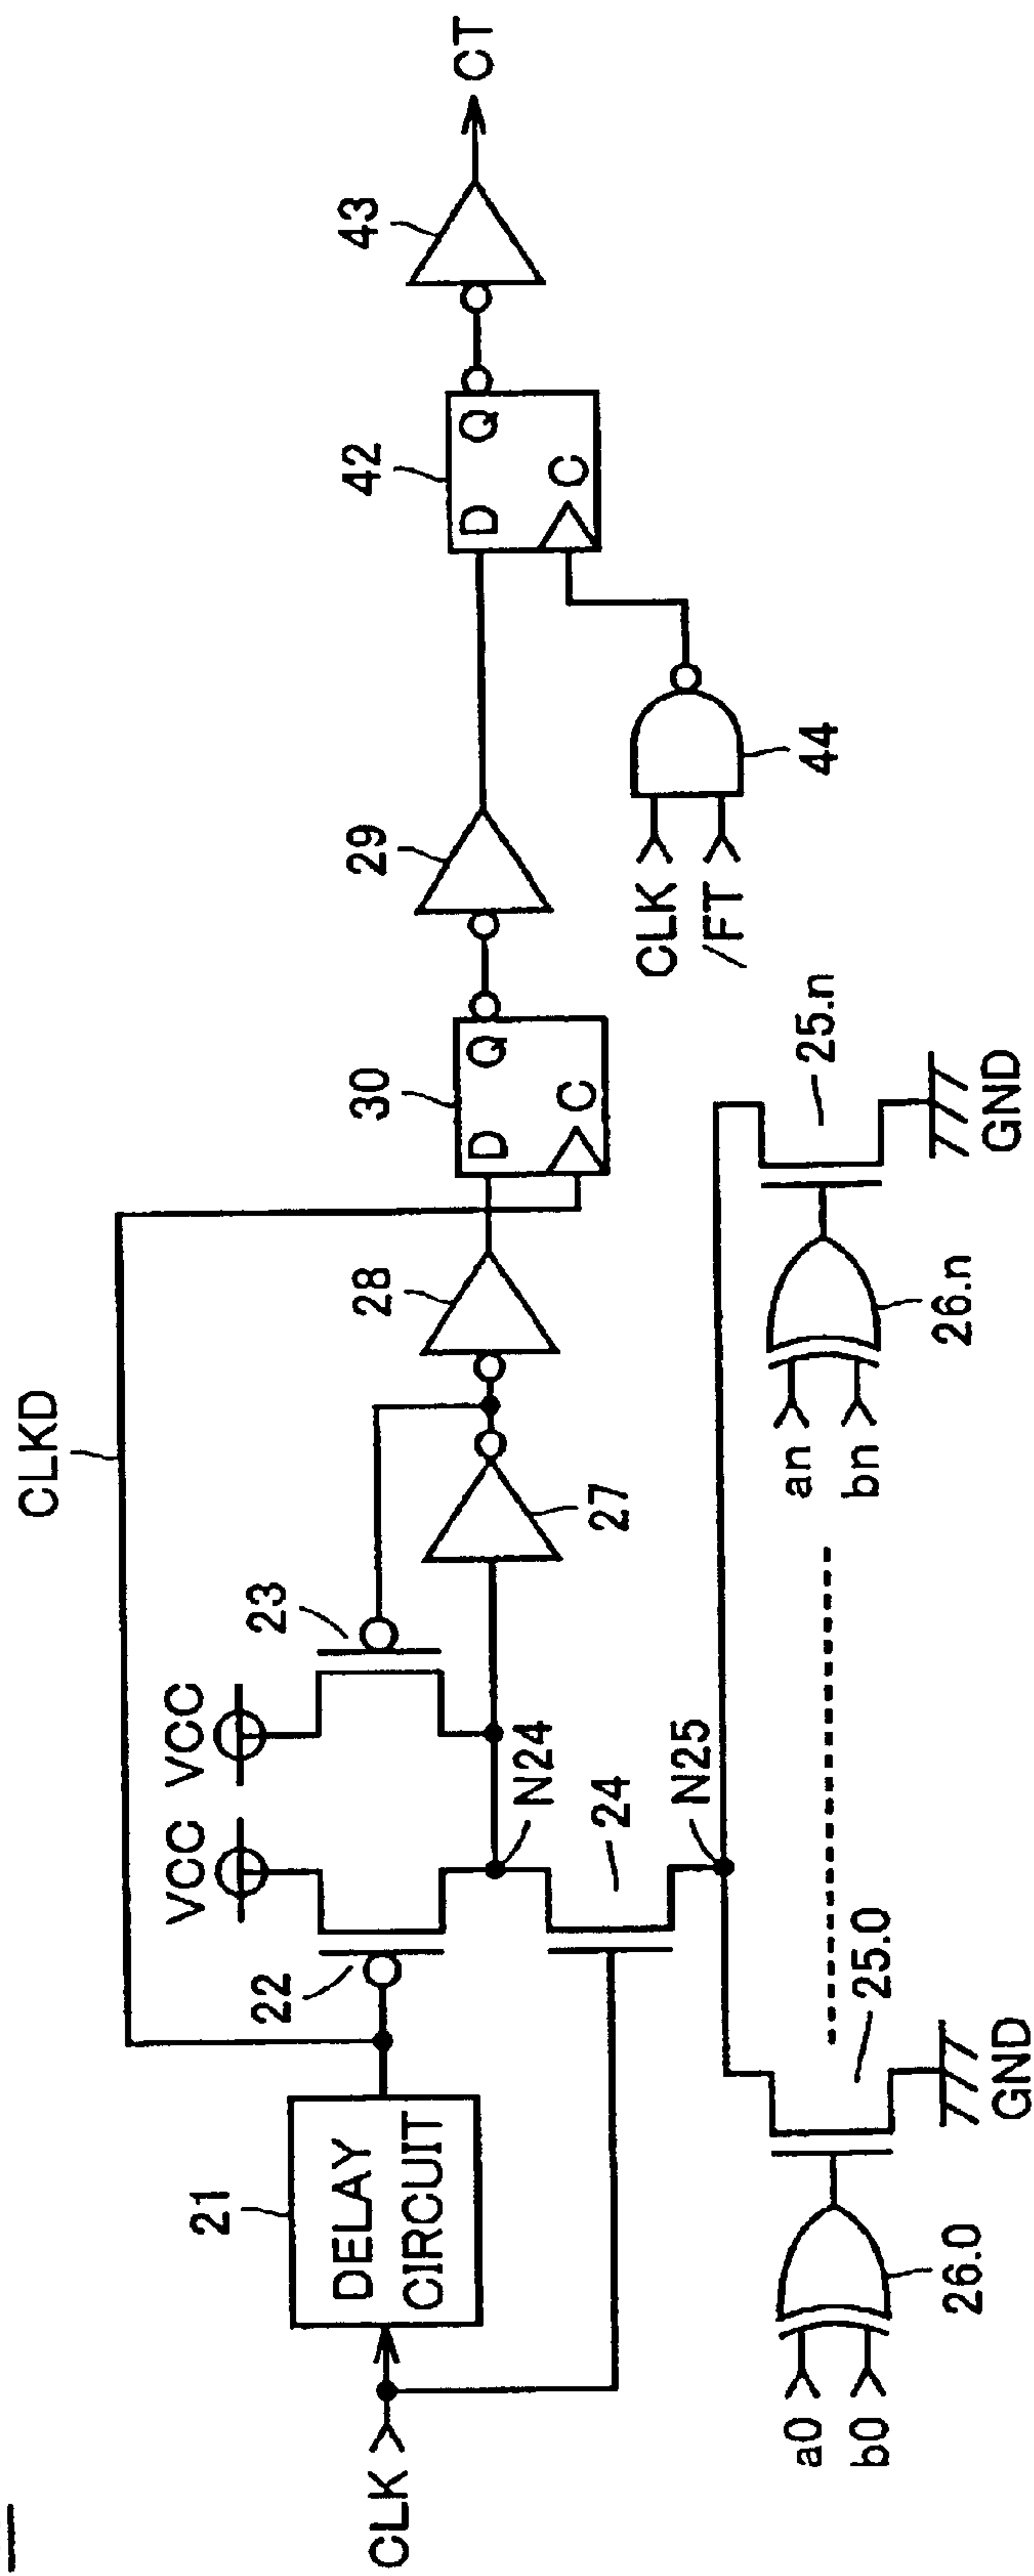 CLKD
VCC
VCC
21
DELAY
CIRCUIT
22
23
CLK
N24
24
27
28
30
D
Q
C
29
42
D
Q
C
43
CT
CLK
/FT
44
N25
a0
b0
26.0
25.0
GND
an
bn
26.n
25.n
GND